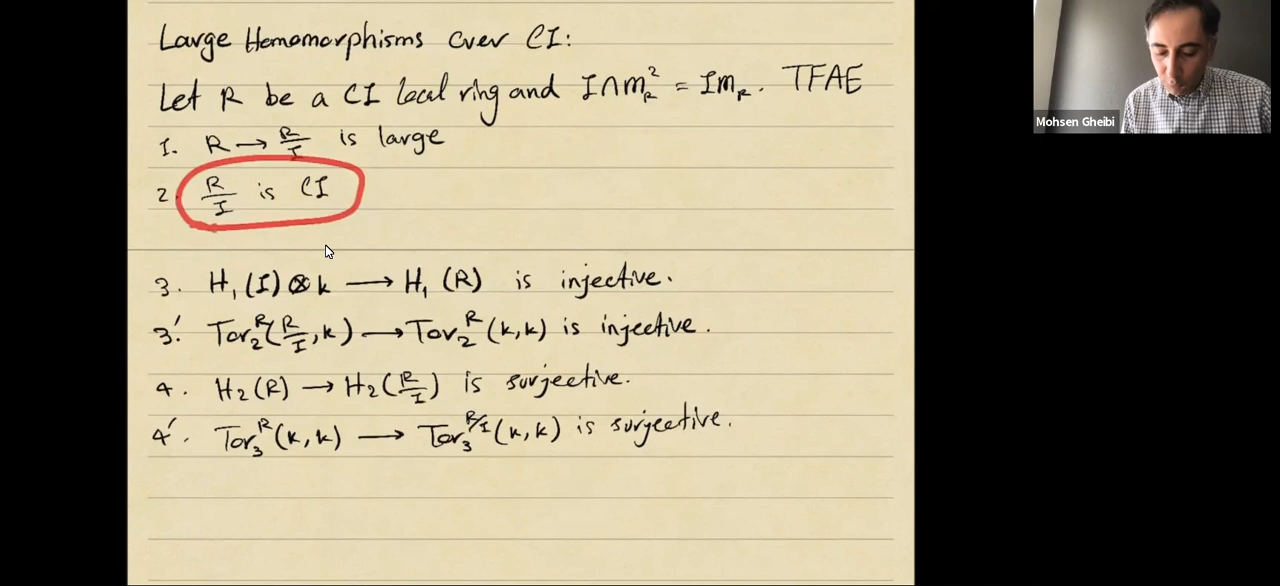 Large Homomorphisms over CI:
Let R be a CI local ring and I∩m_R^2 = Im_R. TFAE
1. R → R/I is large
2. R/I is CI
3. H_1(I)⊗k → H_1(R) is injective.
3'. Tor_2^R(R/I, k) → Tor_2^R(k,k) is injective.
4. H_2(R) → H_2(R/I) is surjective.
4'. Tor_3^R(k,k) → Tor_3^{R/I}(k,k) is surjective.
Mohsen Gheibi